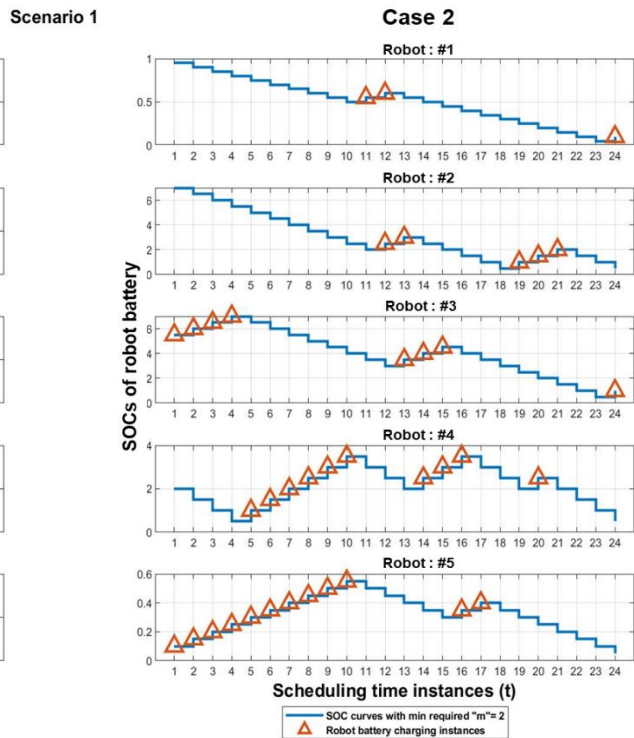 Scenario 1
Case 2
Robot : #1
1
0.5
0
1 2 3 4 5 6 7 8 9 10 11 12 13 14 15 16 17 18 19 20 21 22 23 24
Robot : #2
6
4
2
0
1 2 3 4 5 6 7 8 9 10 11 12 13 14 15 16 17 18 19 20 21 22 23 24
Robot : #3
6
4
2
0
1 2 3 4 5 6 7 8 9 10 11 12 13 14 15 16 17 18 19 20 21 22 23 24
SOCs of robot battery
Robot : #4
4
2
0
1 2 3 4 5 6 7 8 9 10 11 12 13 14 15 16 17 18 19 20 21 22 23 24
Robot : #5
0.6
0.4
0.2
0
1 2 3 4 5 6 7 8 9 10 11 12 13 14 15 16 17 18 19 20 21 22 23 24
Scheduling time instances (t)
SOC curves with min required "m"= 2
Robot battery charging instances